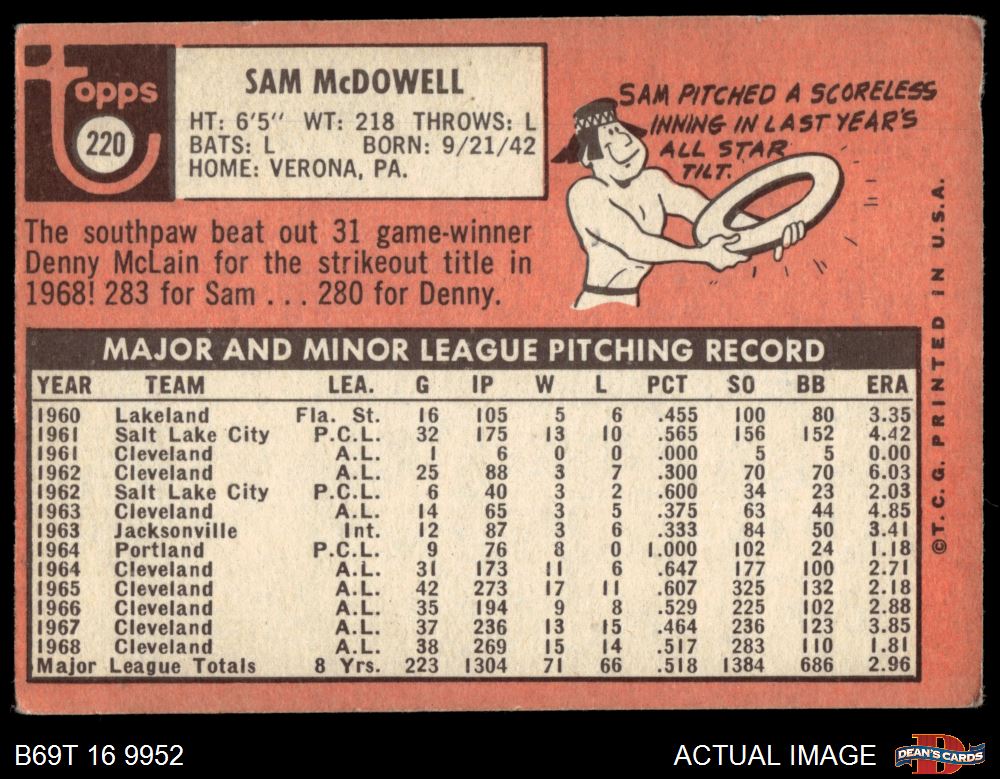 topps
220
SAM McDOWELL
HT: 6'5" WT: 218 THROWS: L
BATS: L BORN: 9/21/42
HOME: VERONA, PA.
SAM PITCHED A SCORELESS
INNING IN LAST YEAR'S
ALL STAR
TILT.
The southpaw beat out 31 game-winner
Denny McLain for the strikeout title in
1968! 283 for Sam . . . 280 for Denny.
MAJOR AND MINOR LEAGUE PITCHING RECORD
YEAR TEAM LEA. G IP W L PCT SO BB ERA
1960 Lakeland Fla. St. 16 105 5 6 .455 100 80 3.35
1961 Salt Lake City P.C.L. 32 175 13 10 .565 156 152 4.42
1961 Cleveland A.L. 1 6 0 0 .000 5 5 0.00
1962 Cleveland A.L. 25 88 3 7 .300 70 70 6.03
1962 Salt Lake City P.C.L. 6 40 3 2 .600 34 23 2.03
1963 Cleveland A.L. 14 65 3 5 .375 63 44 4.85
1963 Jacksonville Int. 12 87 3 6 .333 84 50 3.41
1964 Portland P.C.L. 9 76 8 0 1.000 102 24 1.18
1964 Cleveland A.L. 31 173 11 6 .647 177 100 2.71
1965 Cleveland A.L. 42 273 17 11 .607 325 132 2.18
1966 Cleveland A.L. 35 194 9 8 .529 225 102 2.88
1967 Cleveland A.L. 37 236 13 15 .464 236 123 3.85
1968 Cleveland A.L. 38 269 15 14 .517 283 110 1.81
Major League Totals 8 Yrs. 223 1304 71 66 .518 1384 686 2.96
© T. C. G. PRINTED IN U.S.A.
B69T 16 9952
ACTUAL IMAGE
D
DEAN'S CARDS